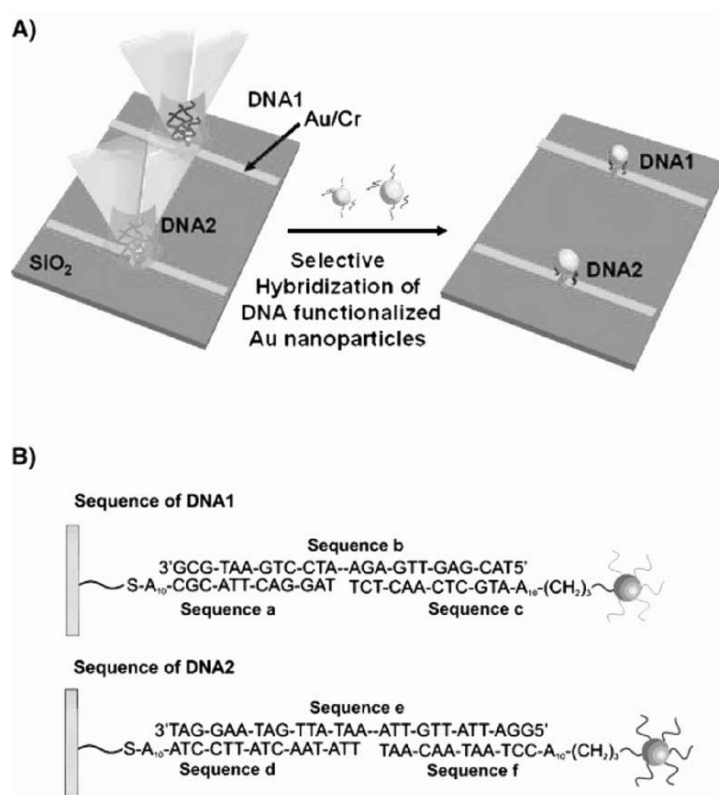 A)
DNA1
Au/Cr
DNA2
SiO₂
Selective
Hybridization of
DNA functionalized
Au nanoparticles
DNA1
DNA2
B)
Sequence of DNA1
Sequence b
3'GCG-TAA-GTC-CTA--AGA-GTT-GAG-CAT5'
S-A₁₀-CGC-ATT-CAG-GAT TCT-CAA-CTC-GTA-A₁₀-(CH₂)₃
Sequence a Sequence c
Sequence of DNA2
Sequence e
3'TAG-GAA-TAG-TTA-TAA--ATT-GTT-ATT-AGG5'
S-A₁₀-ATC-CTT-ATC-AAT-ATT TAA-CAA-TAA-TCC-A₁₀-(CH₂)₃
Sequence d Sequence f